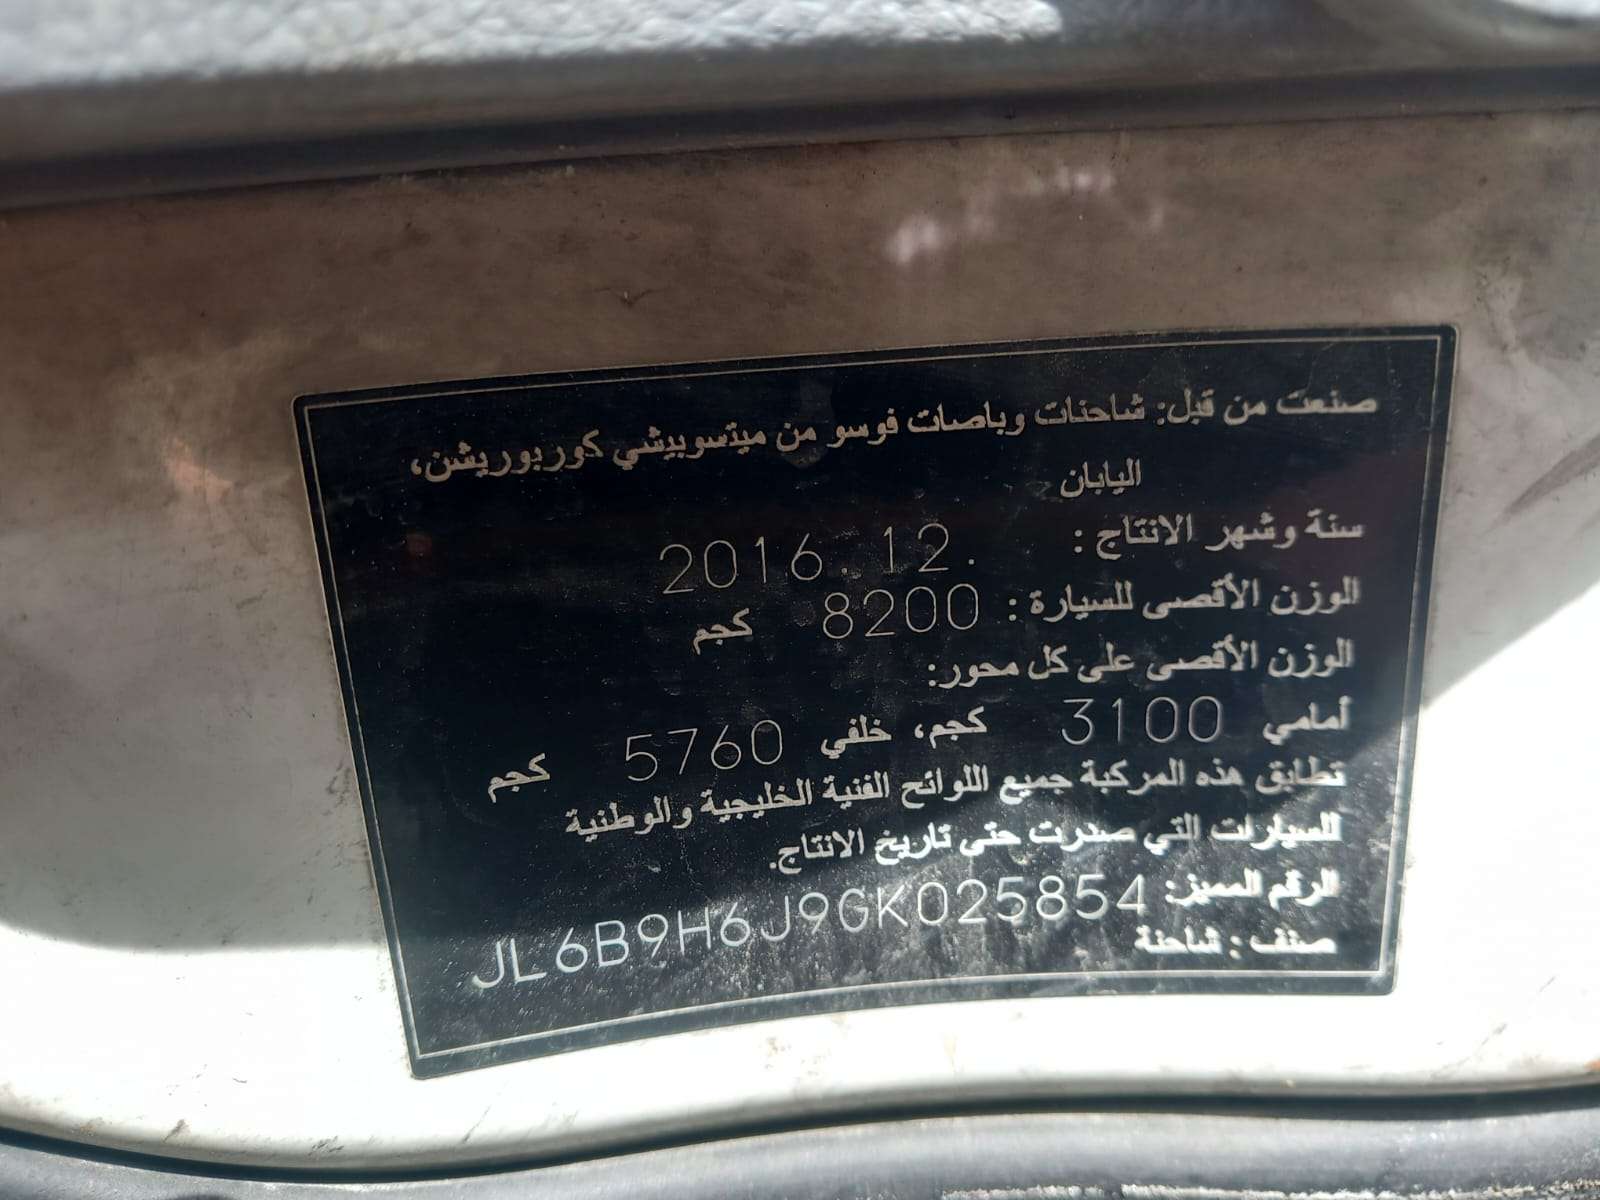 صنعت من قبل: شاحنات وباصات فوسو من ميتسوبيشي كوربوريشن،
اليابان
سنة وشهر الانتاج : 2016.12.
الوزن الأقصى للسيارة : 8200 كجم
الوزن الأقصى على كل محور:
أمامي 3100 كجم، خلفي 5760 كجم
تطابق هذه المركبة جميع اللوائح الفنية الخليجية والوطنية
للسيارات التي صدرت حتى تاريخ الانتاج.
الرقم المميز: JL6B9H6J9GK025854
صنف : شاحنة